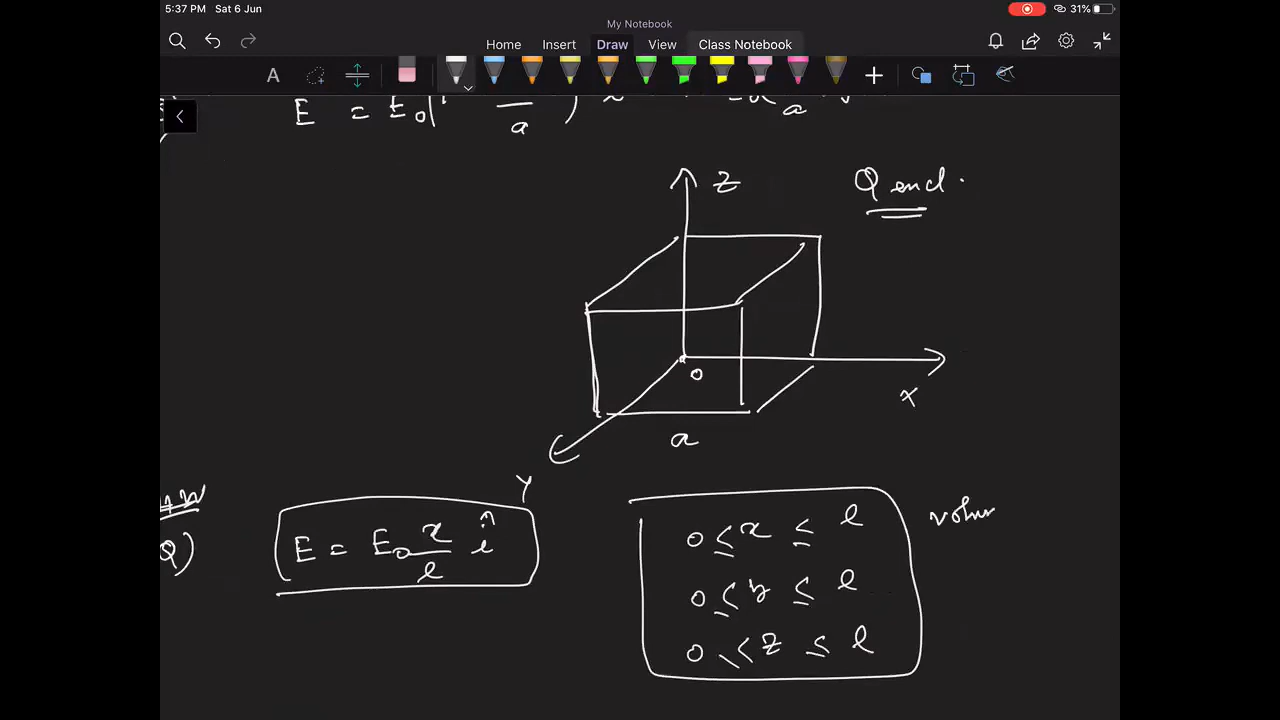 5:37 PM Sat 6 Jun
31%
My Notebook
Home Insert Draw View Class Notebook
A
E = E₀(
a
a
Z
Q encl.
O
X
a
Y
Q)
E = E₀ x/l î
0 ≤ x ≤ l
0 ≤ y ≤ l
0 ≤ z ≤ l